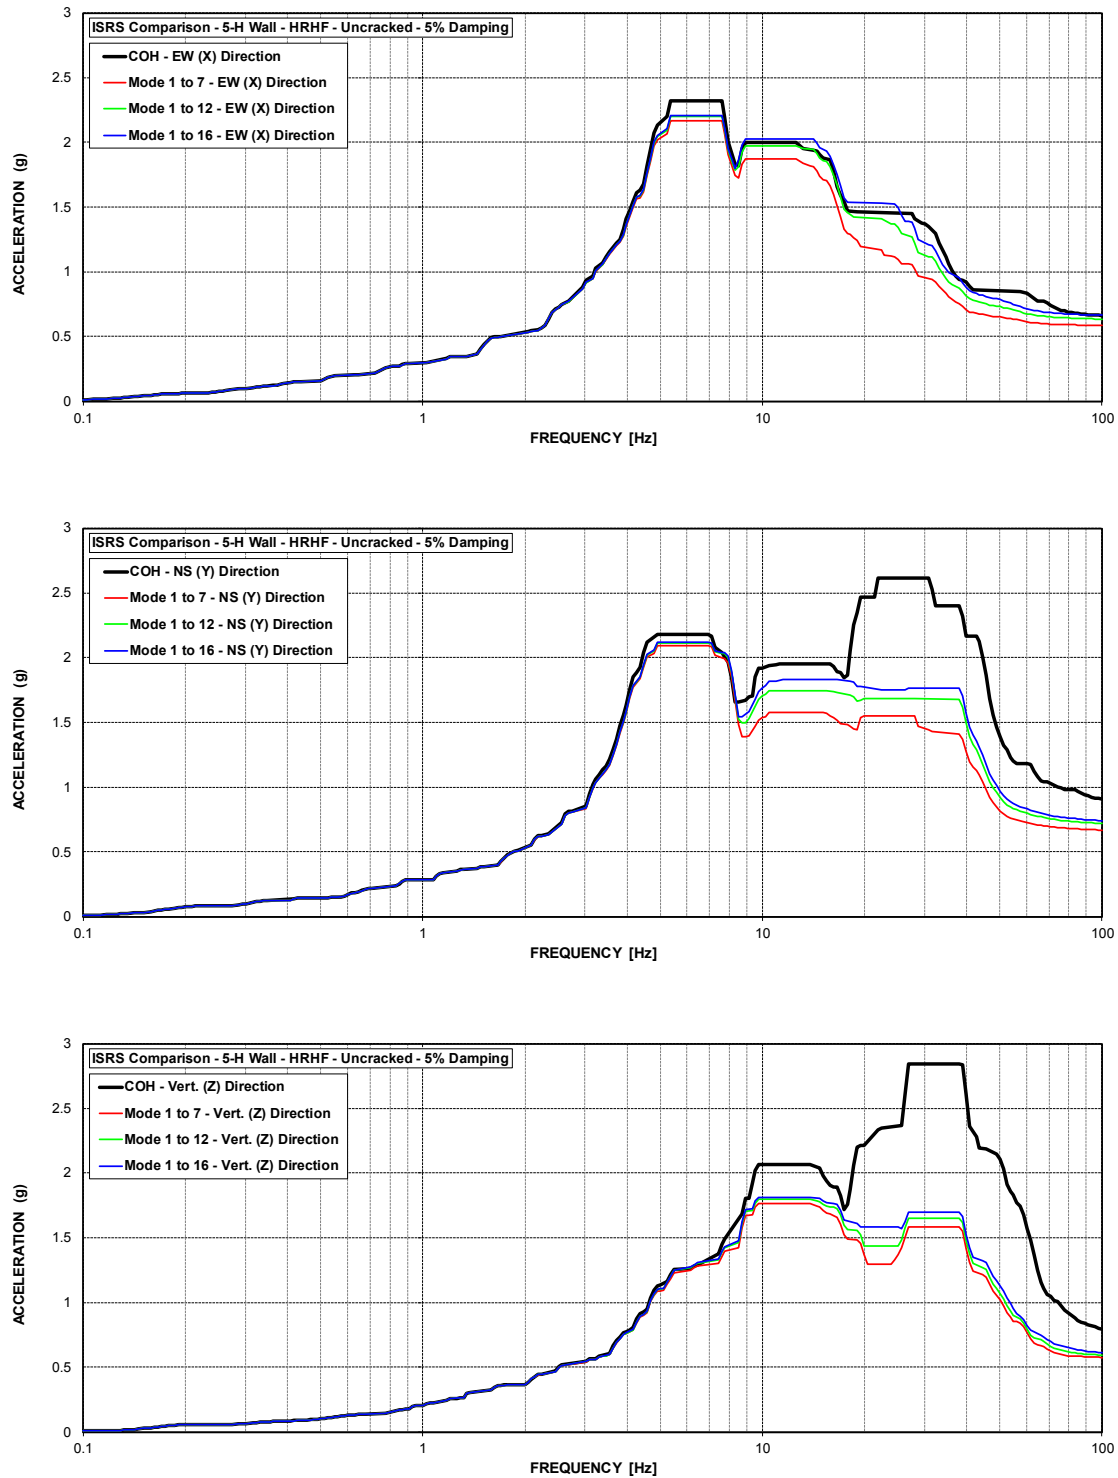 ISRS Comparison - 5-H Wall - HRHF - Uncracked - 5% Damping
COH - EW (X) Direction
Mode 1 to 7 - EW (X) Direction
Mode 1 to 12 - EW (X) Direction
Mode 1 to 16 - EW (X) Direction
ACCELERATION (g)
3
2.5
2
1.5
1
0.5
0
0.1
1
10
100
FREQUENCY [Hz]
ISRS Comparison - 5-H Wall - HRHF - Uncracked - 5% Damping
COH - NS (Y) Direction
Mode 1 to 7 - NS (Y) Direction
Mode 1 to 12 - NS (Y) Direction
Mode 1 to 16 - NS (Y) Direction
ACCELERATION (g)
3
2.5
2
1.5
1
0.5
0
0.1
1
10
100
FREQUENCY [Hz]
ISRS Comparison - 5-H Wall - HRHF - Uncracked - 5% Damping
COH - Vert. (Z) Direction
Mode 1 to 7 - Vert. (Z) Direction
Mode 1 to 12 - Vert. (Z) Direction
Mode 1 to 16 - Vert. (Z) Direction
ACCELERATION (g)
3
2.5
2
1.5
1
0.5
0
0.1
1
10
100
FREQUENCY [Hz]